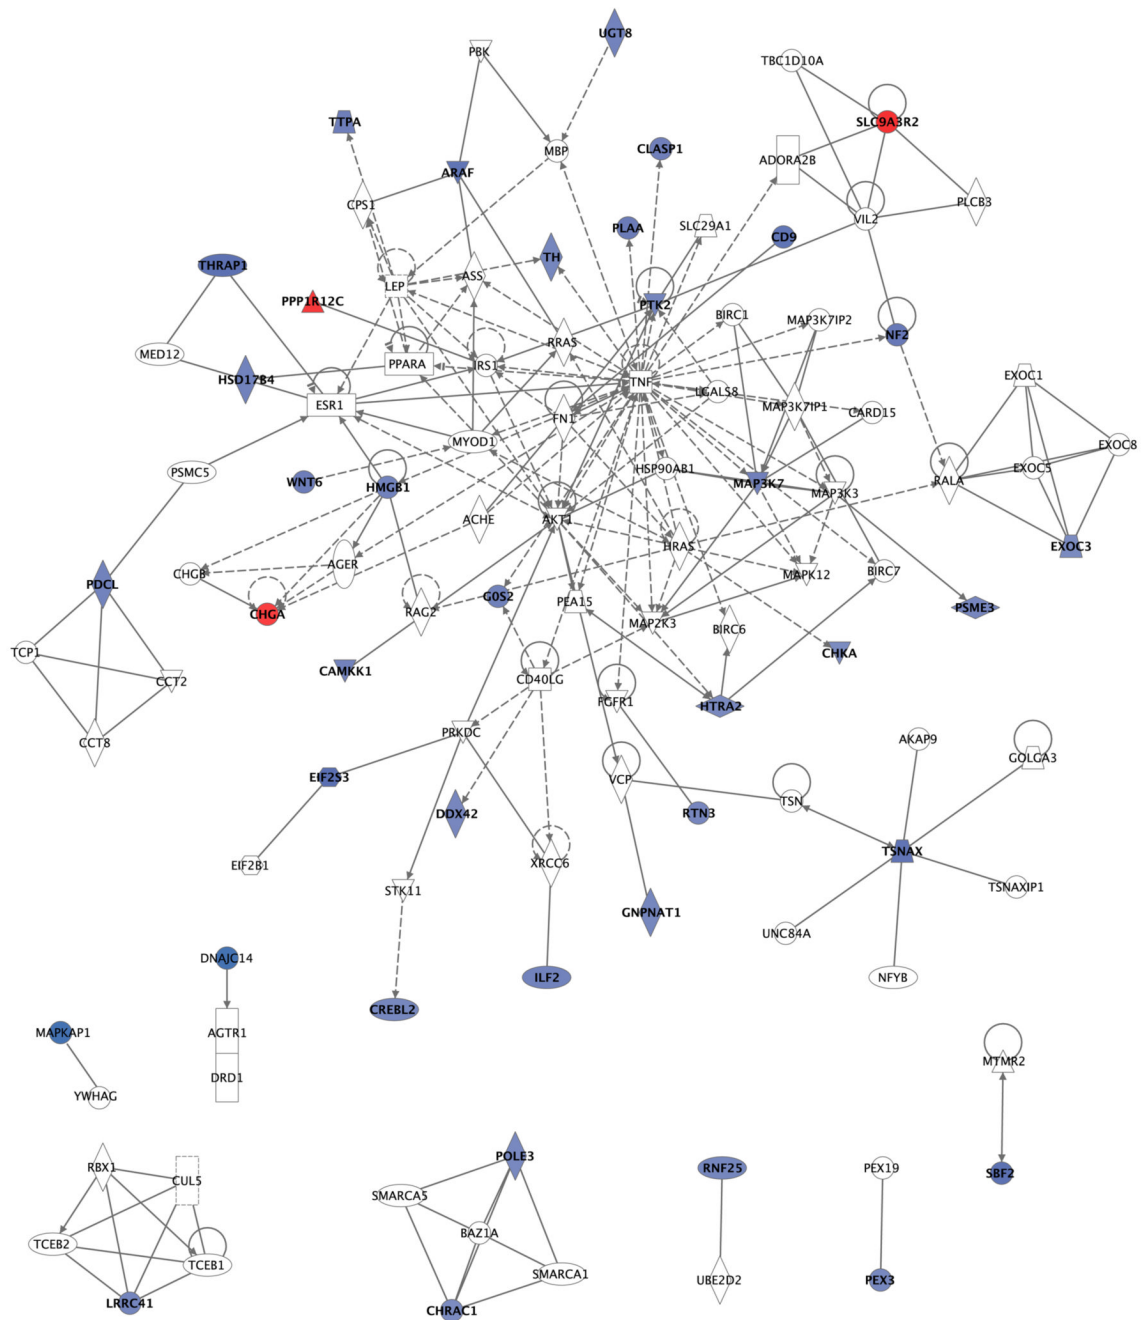 UGT8
PBK
TBC1D10A
TTPA
SLC9A3R2
CLASP1
MBP
ADORA2B
ARAF
CPS1
PLCB3
VIL2
SLC29A1
PLAA
CD9
TH
THRAP1
ASS
LEP
PPP1R12C
PTK2
BIRC1
MAP3K7IP2
NF2
RRAS
MED12
PPARA
IRS1
HSD17B4
TNF
EXOC1
LGALS8
ESR1
MAP3K7IP1
CARD15
FN1
MYOD1
EXOC8
PSMC5
HSP90AB1
EXOC5
WNT6
HMGB1
MAP3K7
RALA
MAP3K3
ACHE
AKT1
HRAS
EXOC3
AGER
CHGB
MAPK12
BIRC7
PDCL
G0S2
PEA15
CHGA
RAG2
PSME3
MAP2K3
BIRC6
TCP1
CHKA
CAMKK1
CCT2
CD40LG
FGFR1
HTRA2
PRKDC
CCT8
AKAP9
GOLGA3
EIF2S3
VCP
TSN
DDX42
RTN3
TSNAX
EIF2B1
XRCC6
STK11
TSNAXIP1
GNPNAT1
UNC84A
DNAJC14
ILF2
NFYB
CREBL2
MAPKAP1
AGTR1
MTMR2
DRD1
YWHAG
POLE3
RBX1
RNF25
PEX19
SBF2
CUL5
SMARCA5
BAZ1A
TCEB2
TCEB1
SMARCA1
UBE2D2
PEX3
LRRC41
CHRAC1